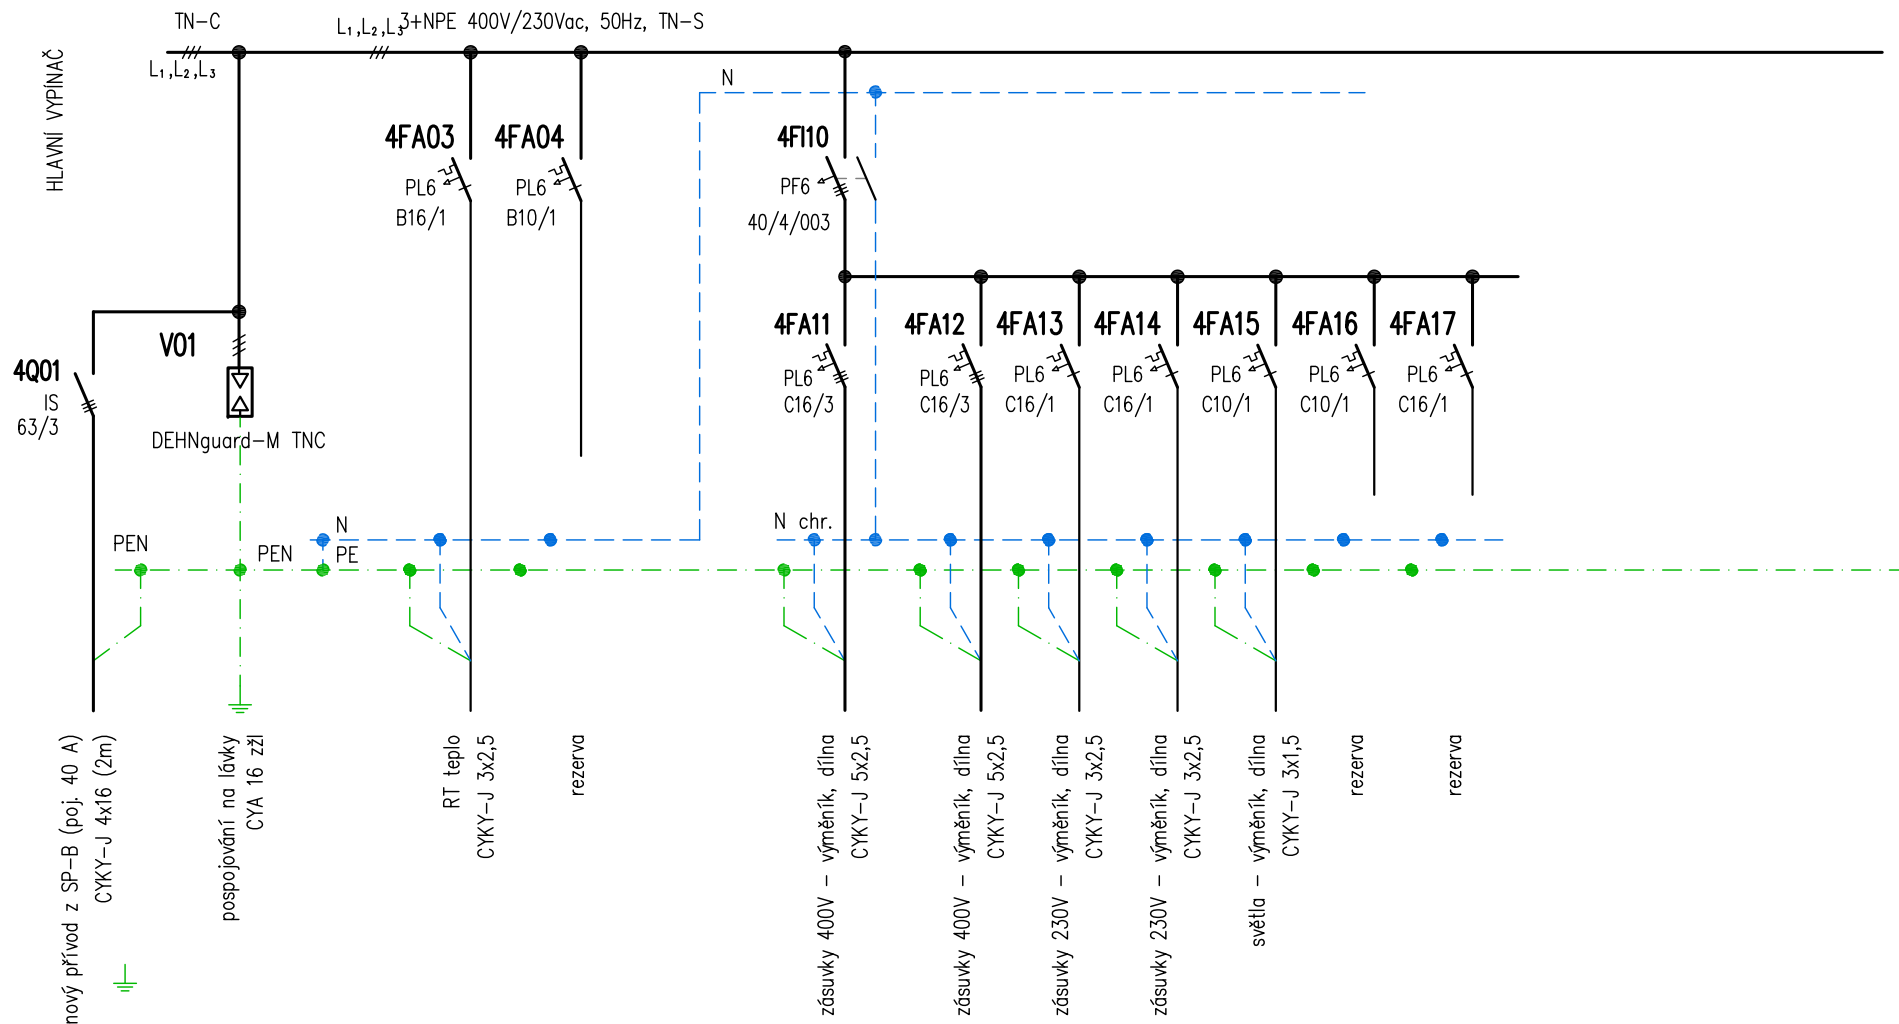 TN-C
L₁,L₂,L₃
3+NPE 400V/230Vac, 50Hz, TN-S
L₁,L₂,L₃
HLAVNÍ VYPÍNAČ
N
4FA03
PL6
B16/1
4FA04
PL6
B10/1
4FI10
PF6
40/4/003
4Q01
IS
63/3
V01
DEHNguard-M TNC
4FA11
PL6
C16/3
4FA12
PL6
C16/3
4FA13
PL6
C16/1
4FA14
PL6
C16/1
4FA15
PL6
C10/1
4FA16
PL6
C10/1
4FA17
PL6
C16/1
PEN
PEN
N
PE
N chr.
nový přívod z SP-B (poj. 40 A)
CYKY-J 4x16 (2m)
pospojování na lávky
CYA 16 zžl
RT teplo
CYKY-J 3x2,5
rezerva
zásuvky 400V - výměník, dílna
CYKY-J 5x2,5
zásuvky 400V - výměník, dílna
CYKY-J 5x2,5
zásuvky 230V - výměník, dílna
CYKY-J 3x2,5
zásuvky 230V - výměník, dílna
CYKY-J 3x2,5
světla - výměník, dílna
CYKY-J 3x1,5
rezerva
rezerva